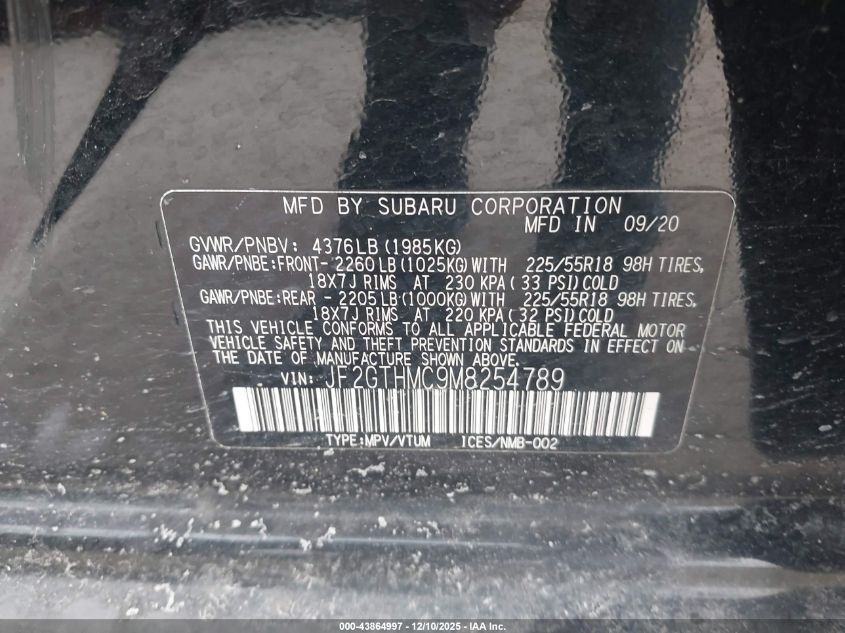 MFD BY SUBARU CORPORATION
MFD IN 09/20
GVWR/PNBV: 4376LB(1985KG)
GAWR/PNBE:FRONT- 2260LB(1025KG)WITH 225/55R18 98H TIRES,
18X7J RIMS AT 230 KPA(33 PSI)COLD
GAWR/PNBE:REAR - 2205LB(1000KG)WITH 225/55R18 98H TIRES,
18X7J RIMS AT 220 KPA(32 PSI)COLD
THIS VEHICLE CONFORMS TO ALL APPLICABLE FEDERAL MOTOR
VEHICLE SAFETY AND THEFT PREVENTION STANDARDS IN EFFECT ON
THE DATE OF MANUFACTURE SHOWN ABOVE.
VIN: JF2GTHMC9M8254789
TYPE:MPV/VTUM ICES/NMB-002
000-43864997 - 12/10/2025 - IAA Inc.